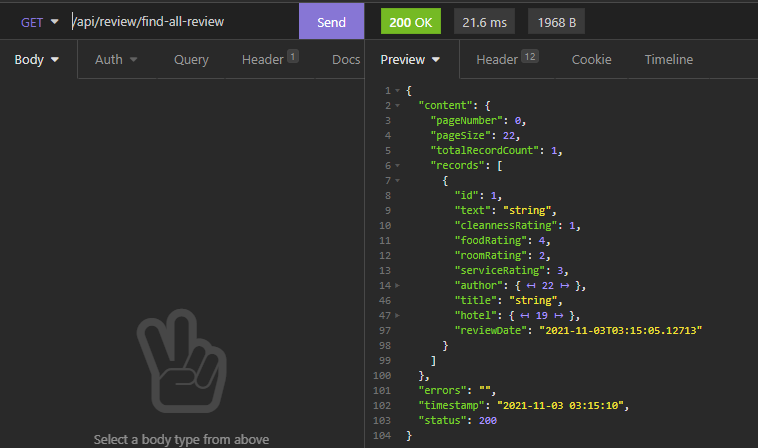 GET /api/review/find-all-review Send
200 OK 21.6 ms 1968 B
Body Auth Query Header 1 Docs
Preview Header 12 Cookie Timeline
1 {
2 "content": {
3 "pageNumber": 0,
4 "pageSize": 22,
5 "totalRecordCount": 1,
6 "records": [
7 {
8 "id": 1,
9 "text": "string",
10 "cleannessRating": 1,
11 "foodRating": 4,
12 "roomRating": 2,
13 "serviceRating": 3,
14 "author": { ↔ 22 ↔ },
46 "title": "string",
47 "hotel": { ↔ 19 ↔ },
97 "reviewDate": "2021-11-03T03:15:05.12713"
98 }
99 ]
100 },
101 "errors": "",
102 "timestamp": "2021-11-03 03:15:10",
103 "status": 200
104 }
Select a body type from above